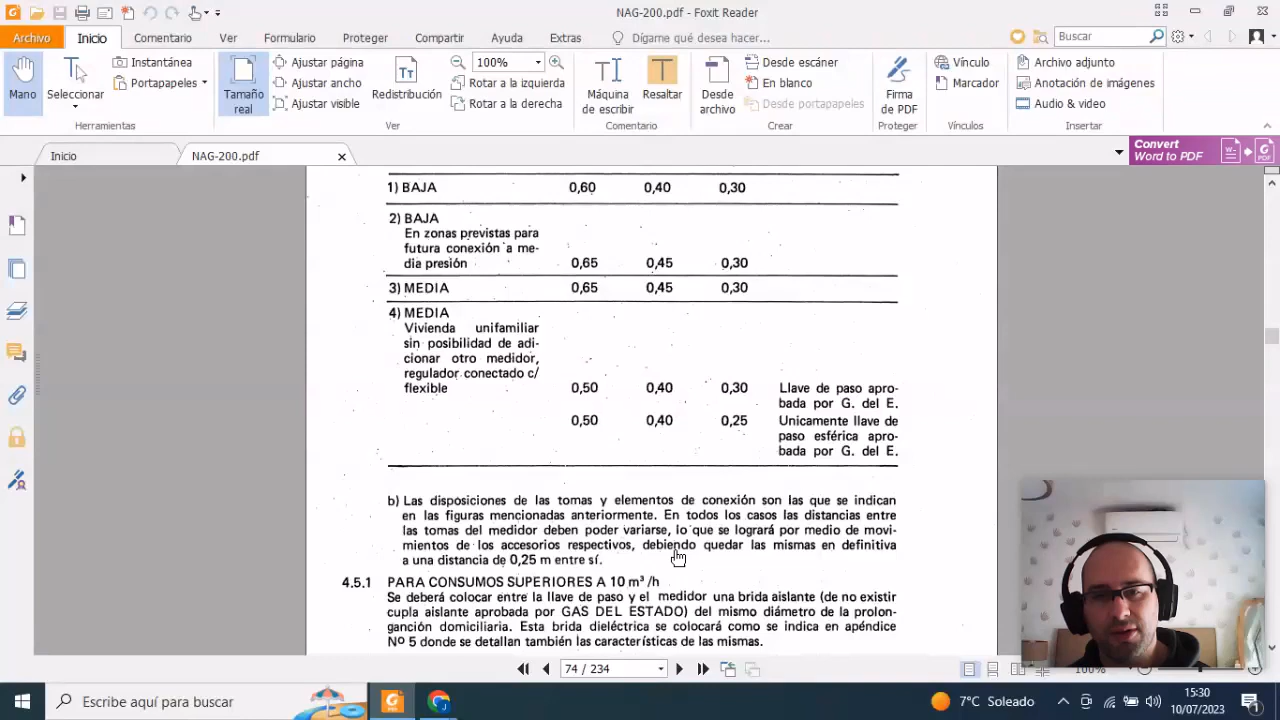 NAG-200.pdf - Foxit Reader
Archivo Inicio Comentario Ver Formulario Proteger Compartir Ayuda Extras Dígame qué desea hacer... Buscar
Mano
Seleccionar
Instantánea
Portapapeles
Herramientas
Tamaño real
Ajustar página
Ajustar ancho
Ajustar visible
Redistribución
100%
Rotar a la izquierda
Rotar a la derecha
Ver
Máquina de escribir
Resaltar
Comentario
Desde archivo
Desde escáner
En blanco
Desde portapapeles
Crear
Firma de PDF
Proteger
Vínculo
Marcador
Vínculos
Archivo adjunto
Anotación de imágenes
Audio & video
Insertar
Inicio NAG-200.pdf
Convert
Word to PDF
1) BAJA 0,60 0,40 0,30
2) BAJA
En zonas previstas para
futura conexión a me-
dia presión 0,65 0,45 0,30
3) MEDIA 0,65 0,45 0,30
4) MEDIA
Vivienda unifamiliar
sin posibilidad de adi-
cionar otro medidor,
regulador conectado c/
flexible 0,50 0,40 0,30 Llave de paso apro-
bada por G. del E.
0,50 0,40 0,25 Unicamente llave de
paso esférica apro-
bada por G. del E.
b) Las disposiciones de las tomas y elementos de conexión son las que se indican
en las figuras mencionadas anteriormente. En todos los casos las distancias entre
las tomas del medidor deben poder variarse, lo que se logrará por medio de movi-
mientos de los accesorios respectivos, debiendo quedar las mismas en definitiva
a una distancia de 0,25 m entre sí.
4.5.1 PARA CONSUMOS SUPERIORES A 10 m³/h
Se deberá colocar entre la llave de paso y el medidor una brida aislante (de no existir
cupla aislante aprobada por GAS DEL ESTADO) del mismo diámetro de la prolon-
ganción domiciliaria. Esta brida dieléctrica se colocará como se indica en apéndice
Nº 5 donde se detallan también las características de las mismas.
74 / 234
100%
Escribe aquí para buscar
7°C Soleado
15:30
10/07/2023